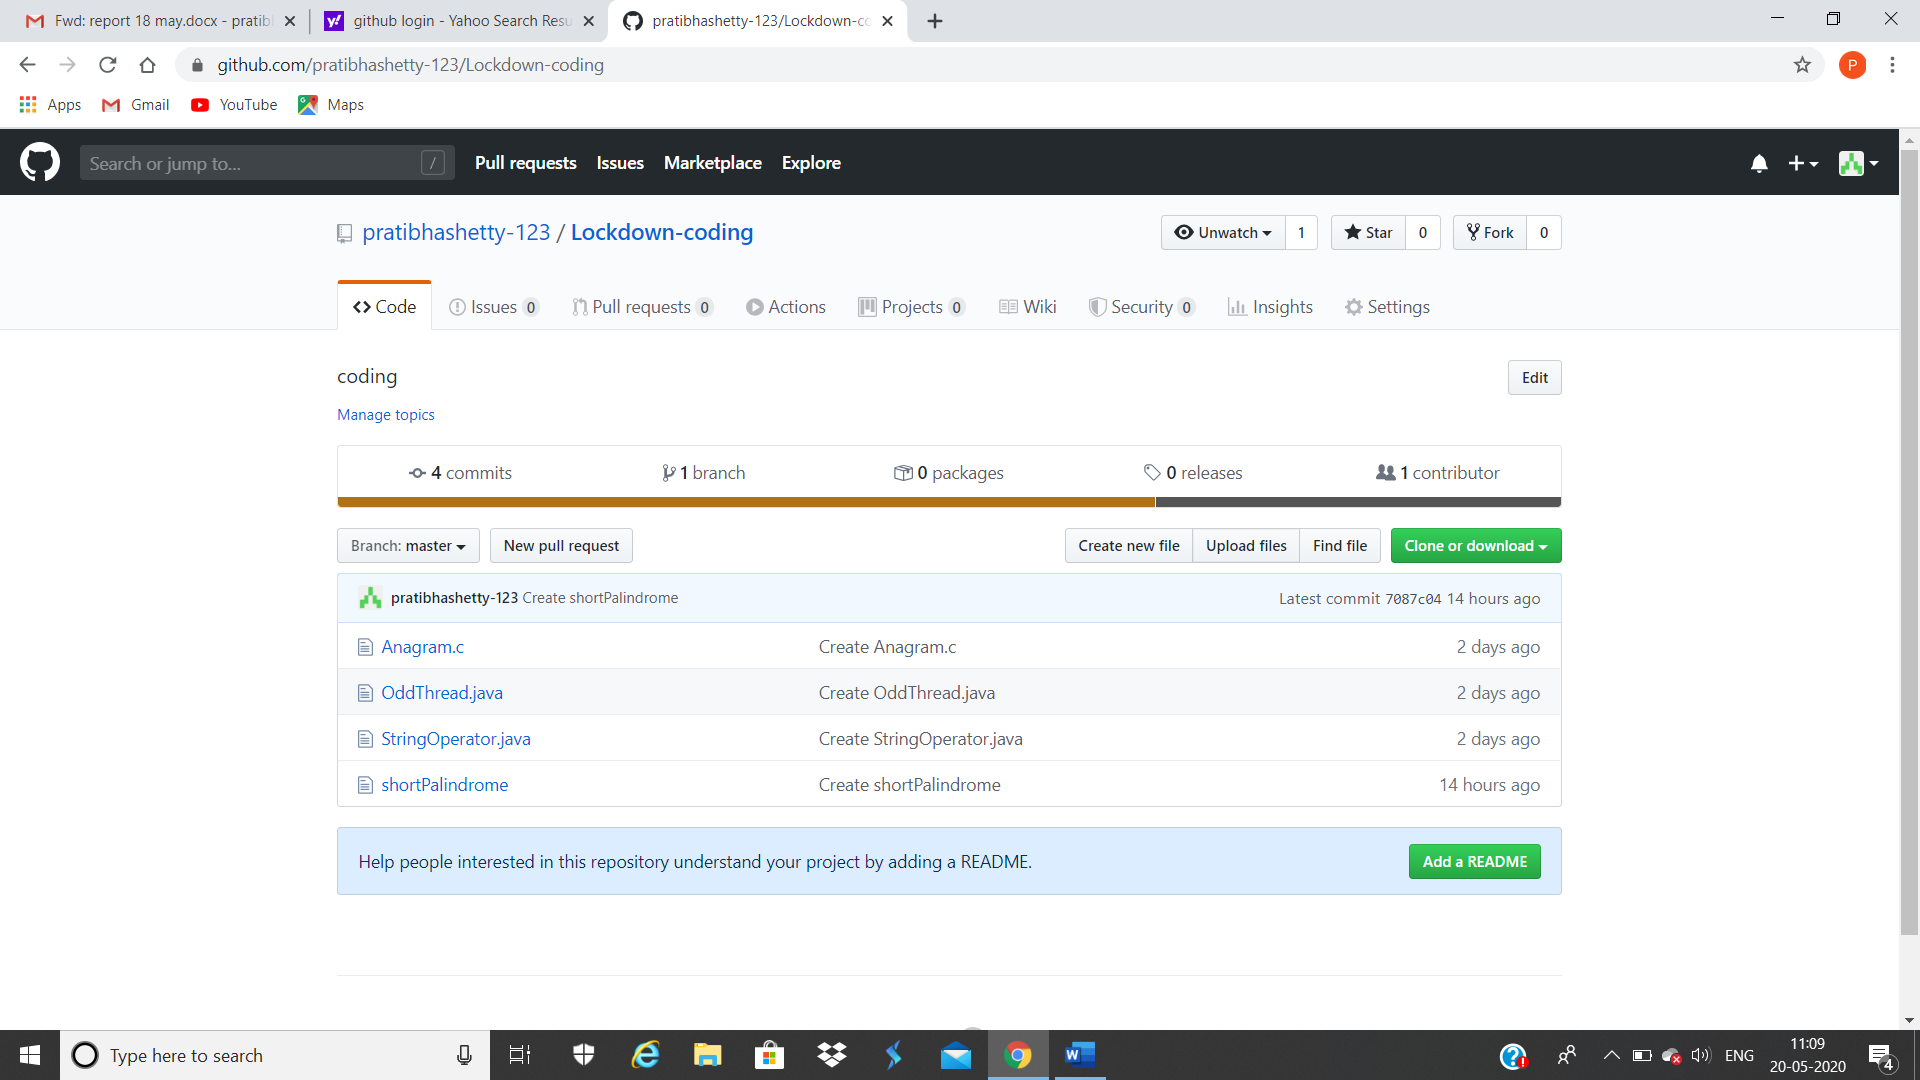 Fwd: report 18 may.docx - pratib
github login - Yahoo Search Resu
pratibhashetty-123/Lockdown-co
github.com/pratibhashetty-123/Lockdown-coding
P
Apps Gmail YouTube Maps
Search or jump to... /
Pull requests Issues Marketplace Explore
pratibhashetty-123 / Lockdown-coding
Unwatch 1 Star 0 Fork 0
Code Issues 0 Pull requests 0 Actions Projects 0 Wiki Security 0 Insights Settings
coding
Edit
Manage topics
4 commits 1 branch 0 packages 0 releases 1 contributor
Branch: master New pull request Create new file Upload files Find file Clone or download
pratibhashetty-123 Create shortPalindrome Latest commit 7087c04 14 hours ago
Anagram.c Create Anagram.c 2 days ago
OddThread.java Create OddThread.java 2 days ago
StringOperator.java Create StringOperator.java 2 days ago
shortPalindrome Create shortPalindrome 14 hours ago
Help people interested in this repository understand your project by adding a README. Add a README
Type here to search
ENG
11:09
20-05-2020
4